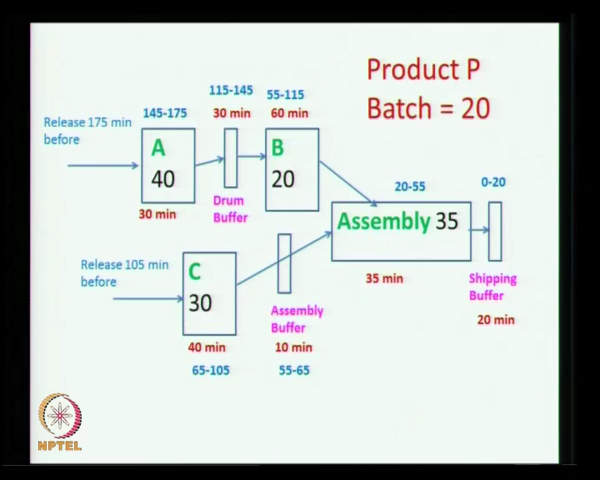 Product P
Batch = 20
115-145
55-115
145-175
30 min
60 min
Release 175 min
before
A
40
B
20
30 min
Drum
Buffer
20-55
0-20
Assembly 35
Release 105 min
before
C
30
35 min
Shipping
Buffer
20 min
Assembly
Buffer
40 min
10 min
65-105
55-65
NPTEL